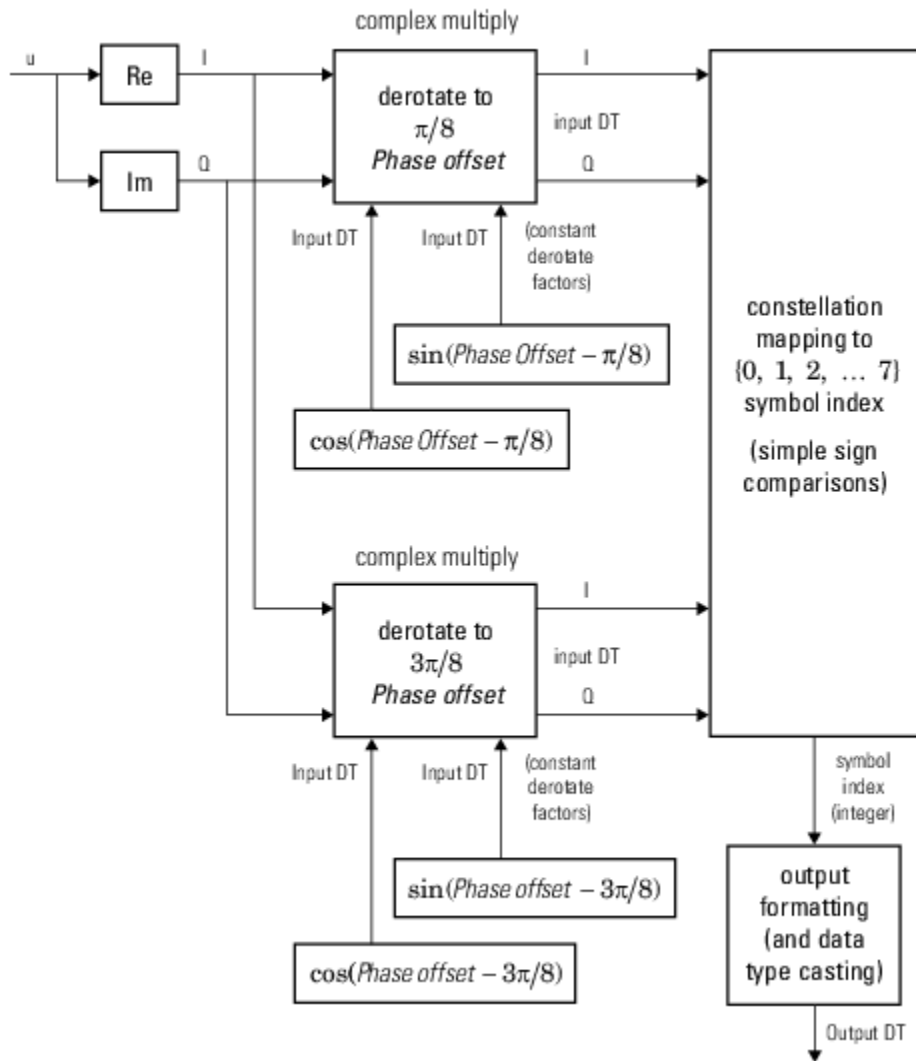 complex multiply
u
Re
I
Im
Q
derotate to
π/8
Phase offset
I
input DT
Q
Input DT
Input DT
(constant
derotate
factors)
sin(Phase Offset − π/8)
cos(Phase Offset − π/8)
constellation
mapping to
{0, 1, 2, … 7}
symbol index
(simple sign
comparisons)
complex multiply
derotate to
3π/8
Phase offset
I
input DT
Q
Input DT
Input DT
(constant
derotate
factors)
sin(Phase offset − 3π/8)
cos(Phase offset − 3π/8)
symbol
index
(integer)
output
formatting
(and data
type casting)
Output DT